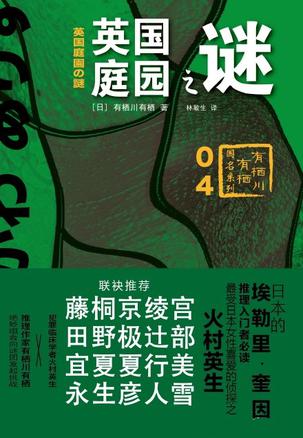 英国庭園の謎
英国
庭园
之
谜
[日] 有栖川有栖 著
林敏生 译
04
有栖川
有栖
国名系列
日本的
埃勒里·奎因
推理入门者必读
最受日本女性喜爱的侦探之
火村英生
联袂推荐
宫部美雪
绫辻行人
京极夏彦
桐野夏生
藤田宜永
犯罪临床学者火村英生
X
推理作家有栖川有栖